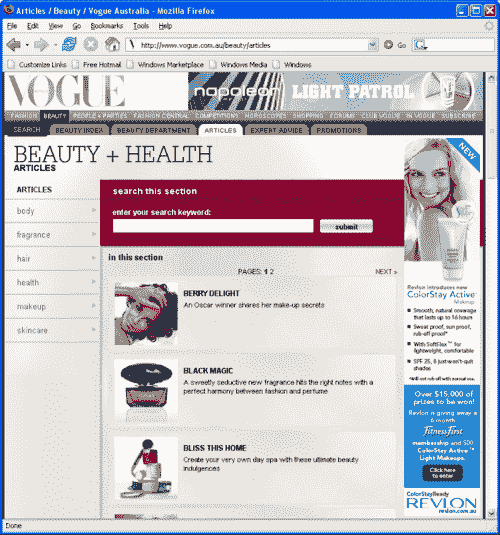 Articles / Beauty / Vogue Australia - Mozilla Firefox
File Edit View Go Bookmarks Tools Help
http://www.vogue.com.au/beauty/articles Go
Customize Links Free Hotmail Windows Marketplace Windows Media Windows
VOGUE
napoleon LIGHT PATROL
FASHION BEAUTY PEOPLE + PARTIES FASHION CENTRAL COMPETITIONS HOROSCOPES SHOPPING FORUMS CLUB VOGUE IN VOGUE SUBSCRIBE
SEARCH BEAUTY INDEX BEAUTY DEPARTMENT ARTICLES EXPERT ADVICE PROMOTIONS
BEAUTY + HEALTH
ARTICLES
ARTICLES
body
fragrance
hair
health
makeup
skincare
search this section
enter your search keyword:
submit
in this section
PAGES: 1 2 NEXT »
BERRY DELIGHT
An Oscar winner shares her make-up secrets
BLACK MAGIC
A sweetly seductive new fragrance hits the right notes with a
perfect harmony between fashion and perfume
BLISS THIS HOME
Create your very own day spa with these ultimate beauty
indulgences
NEW
Revlon introduces new
ColorStay Active™
Makeup
Smooth, natural coverage
that lasts up to 16 hours
Sweat proof, sun proof,
rub-off proof*
With SoftFlex™ for
lightweight, comfortable
SPF 25, & just-won't-quit
shades
*Will not rub off with normal use.
Over $15,000 of
prizes to be won!
Revlon is giving away a
6 month
fitnessfirst
membership and 500
ColorStay Active™
Light Makeups.
Click here
to enter
ColorStayReady
REVLON
revlon.com.au
Done